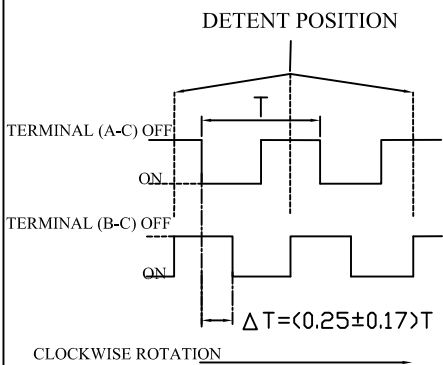 DETENT POSITION
T
TERMINAL (A-C) OFF
ON
TERMINAL (B-C) OFF
ON
ΔT=(0.25±0.17)T
CLOCKWISE ROTATION